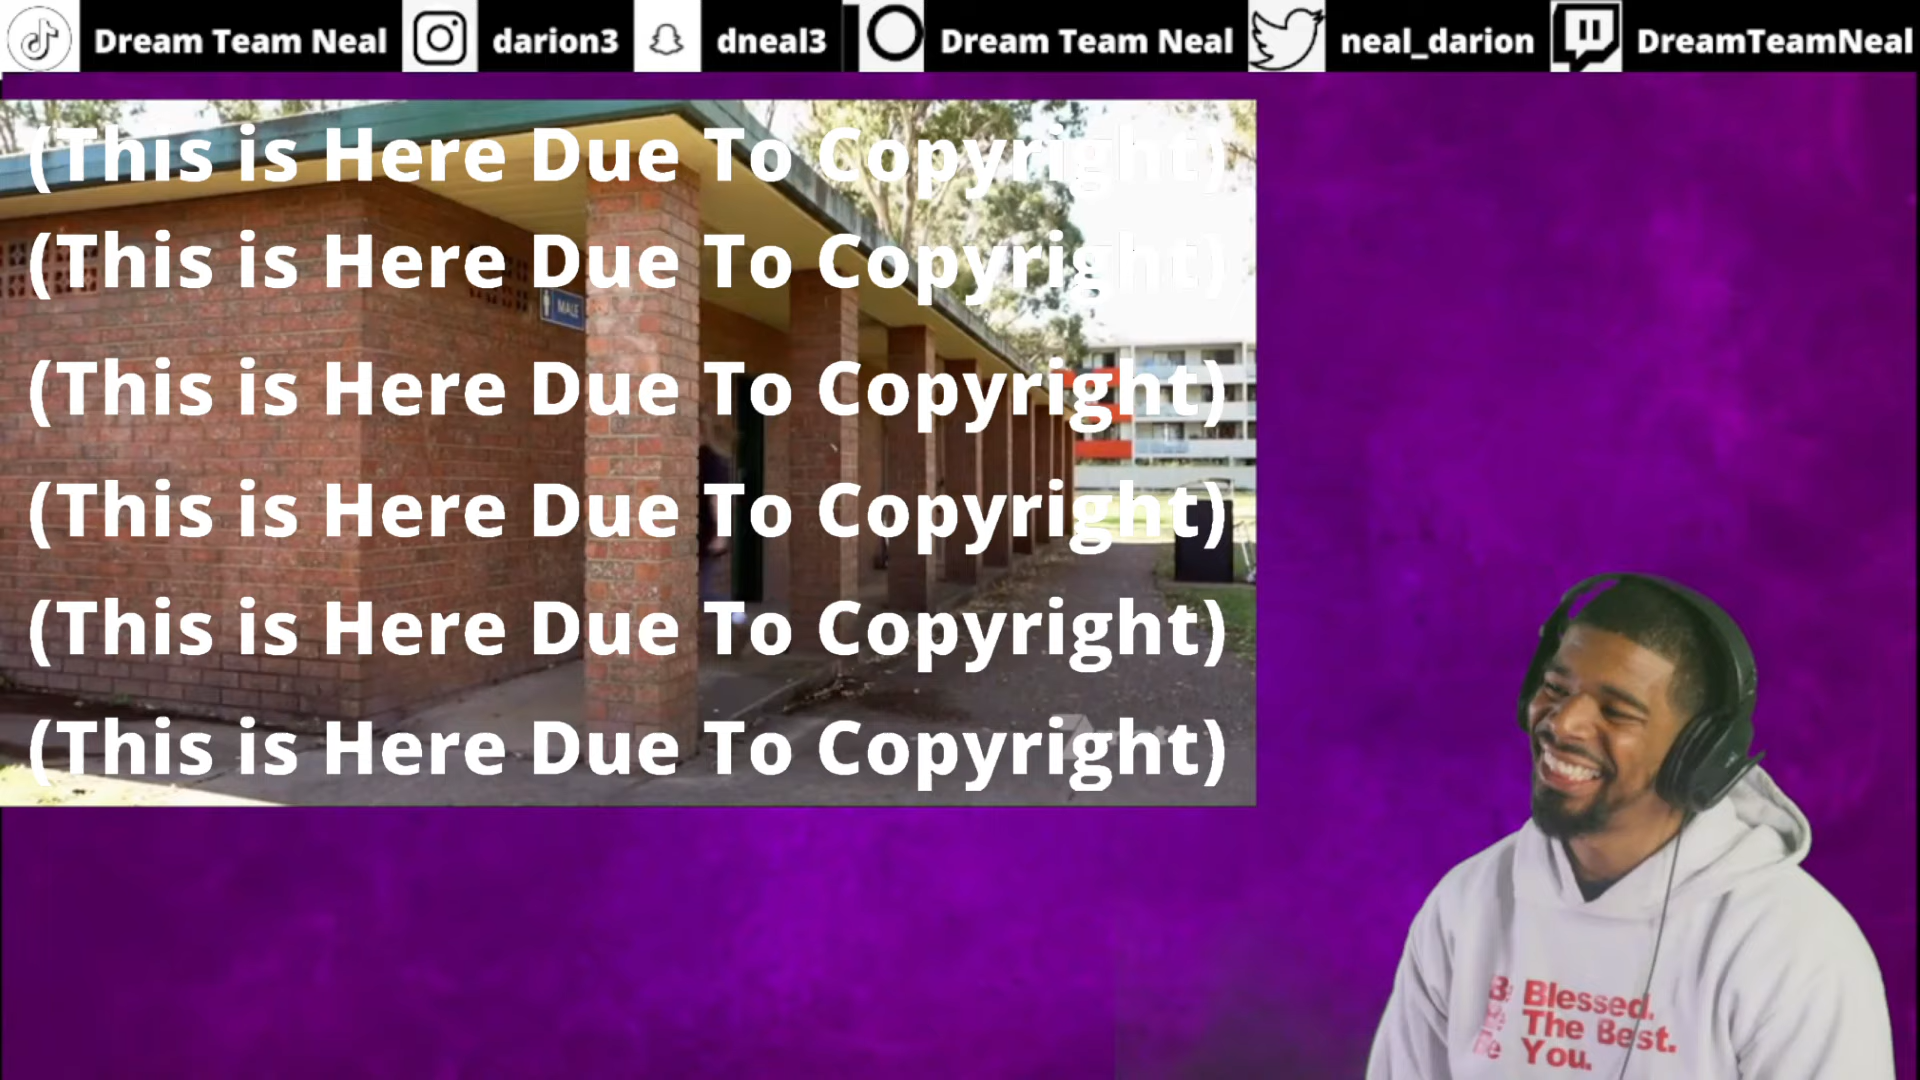 Dream Team Neal darion3 dneal3 Dream Team Neal neal_darion DreamTeamNeal
(This is Here Due To Copyright)
(This is Here Due To Copyright)
MALE
(This is Here Due To Copyright)
(This is Here Due To Copyright)
(This is Here Due To Copyright)
(This is Here Due To Copyright)
Blessed.
The Best.
You.